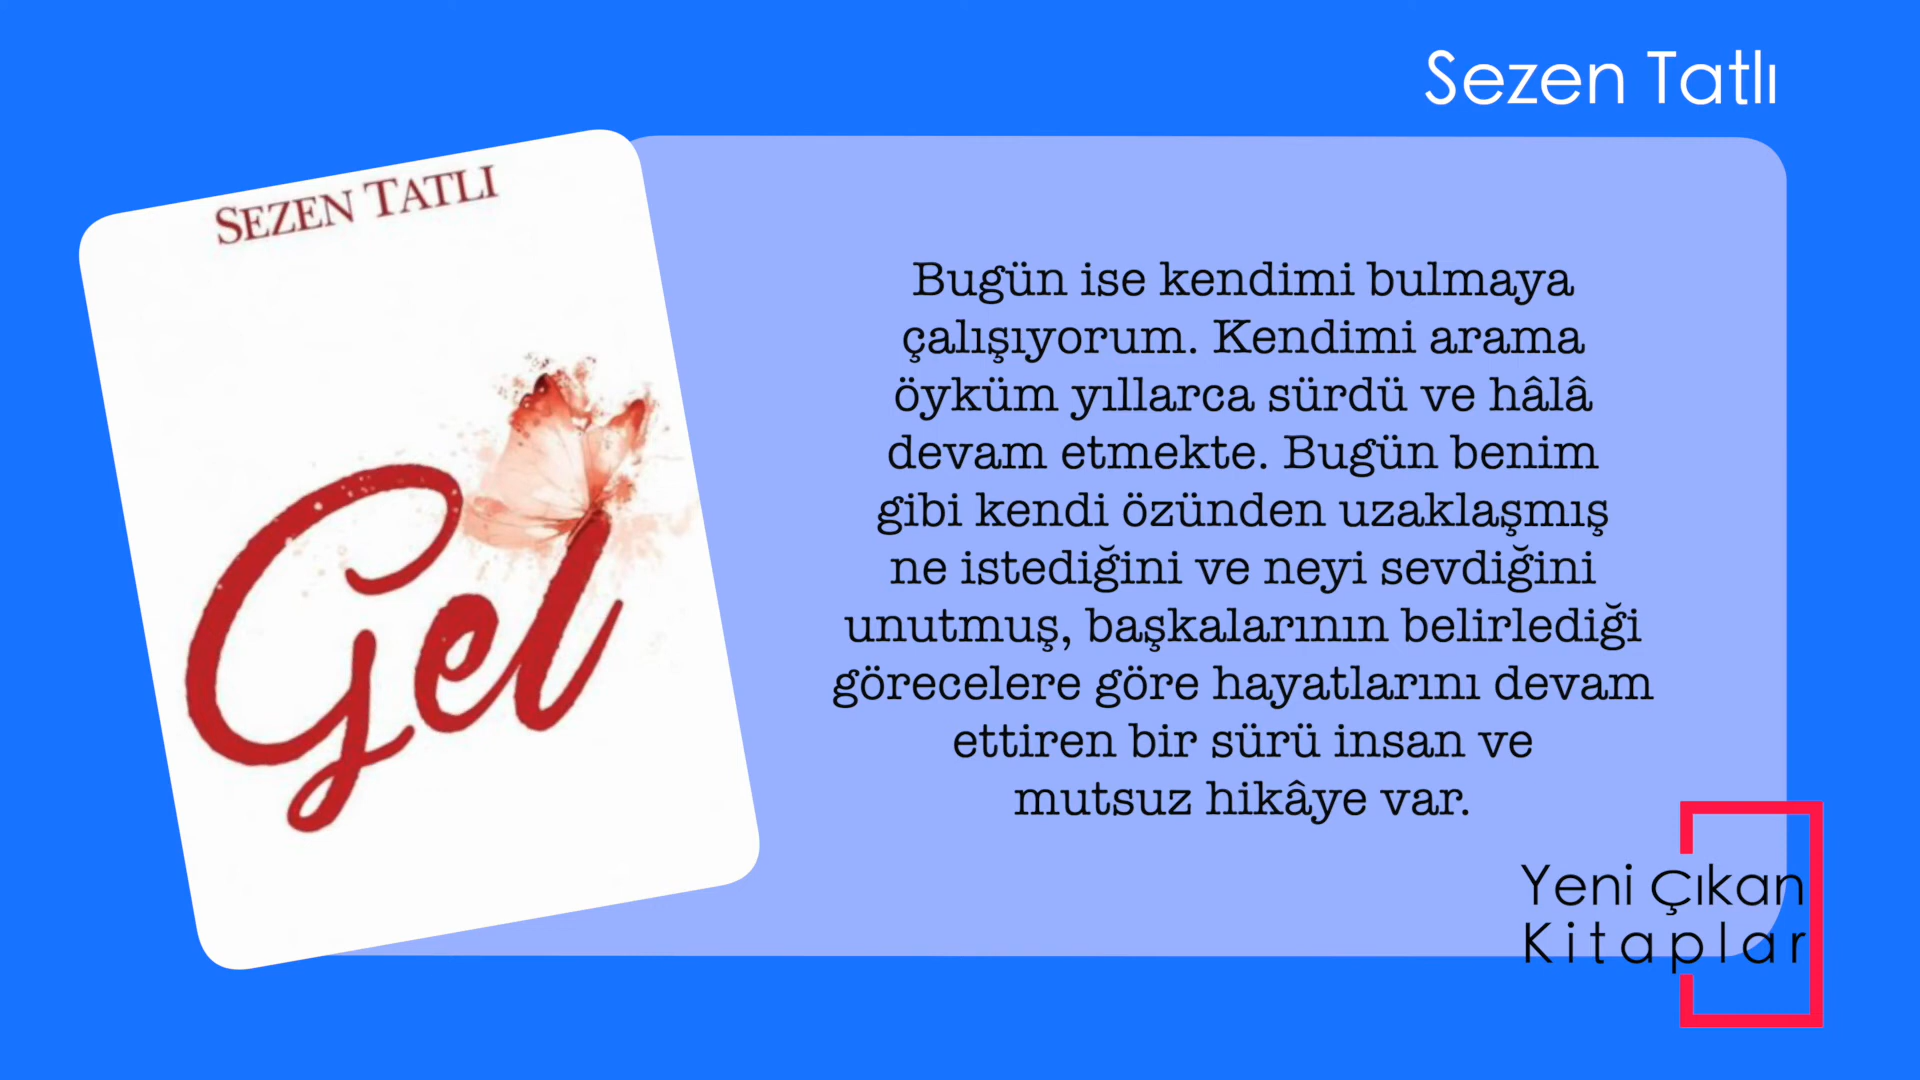 Sezen Tatlı
SEZEN TATLI
Gel
Bugün ise kendimi bulmaya
çalışıyorum. Kendimi arama
öyküm yıllarca sürdü ve hâlâ
devam etmekte. Bugün benim
gibi kendi özünden uzaklaşmış
ne istediğini ve neyi sevdiğini
unutmuş, başkalarının belirlediği
görecelere göre hayatlarını devam
ettiren bir sürü insan ve
mutsuz hikâye var.
Yeni Çıkan
Kitaplar